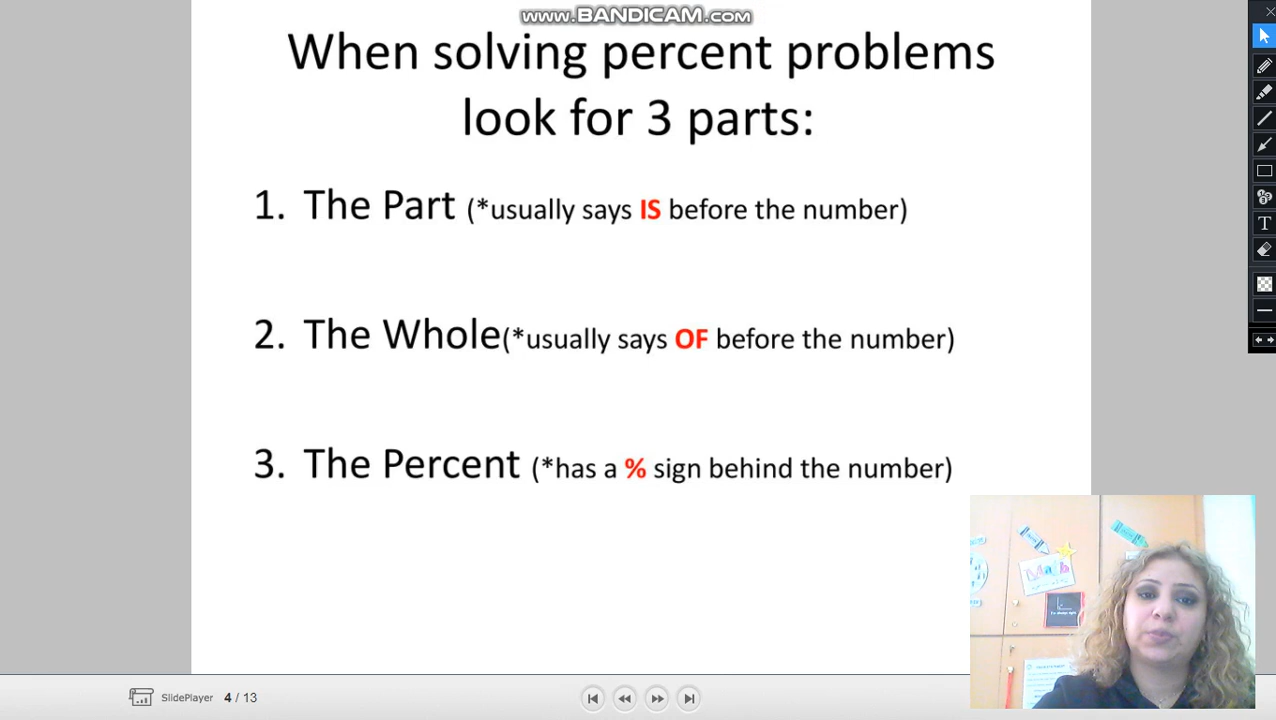 www.BANDICAM.com
When solving percent problems
look for 3 parts:
1. The Part (*usually says IS before the number)
2. The Whole(*usually says OF before the number)
3. The Percent (*has a % sign behind the number)
Math
SlidePlayer 4 / 13